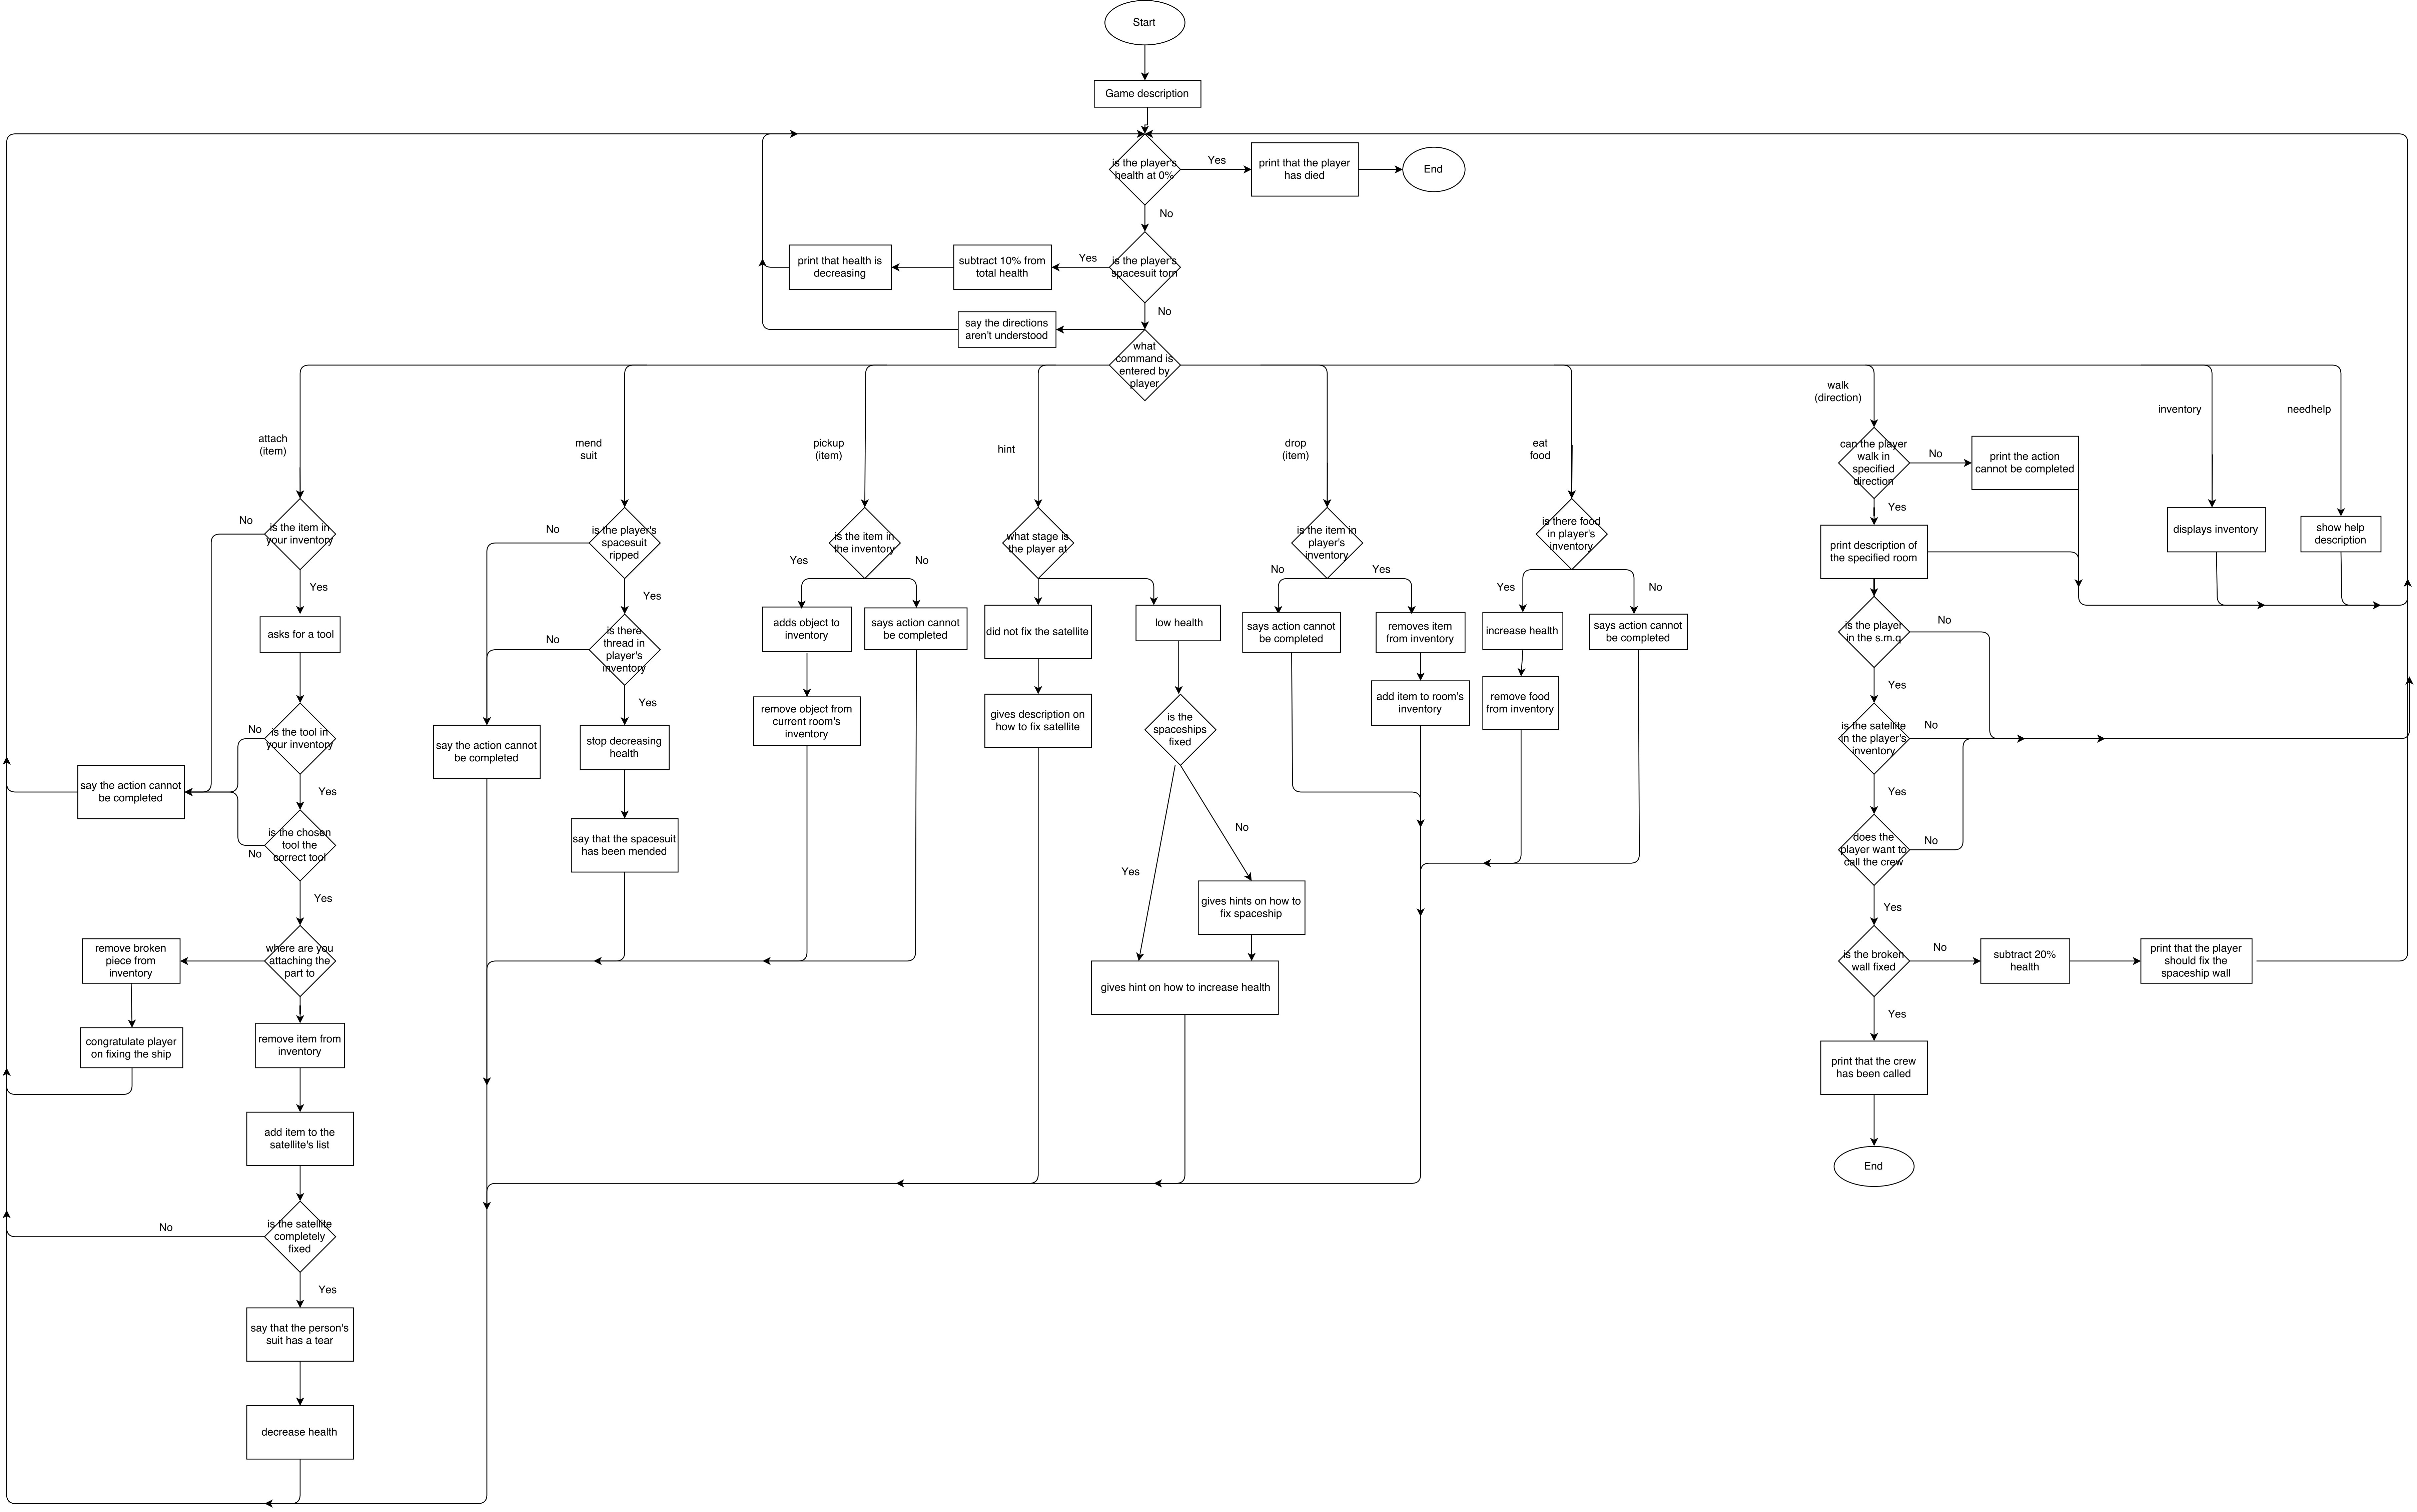 Start
Game description
is the player's
health at 0%
Yes
print that the player
has died
End
No
is the player's
spacesuit torn
Yes
subtract 10% from
total health
print that health is
decreasing
No
say the directions
aren't understood
what
command is
entered by
player
attach
(item)
mend
suit
pickup
(item)
hint
drop
(item)
eat
food
walk
(direction)
inventory
needhelp
is the item in
your inventory
No
Yes
asks for a tool
is the tool in
your inventory
No
Yes
say the action cannot
be completed
is the chosen
tool the
correct tool
No
Yes
where are you
attaching the
part to
remove broken
piece from
inventory
congratulate player
on fixing the ship
remove item from
inventory
add item to the
satellite's list
is the satellite
completely
fixed
No
Yes
say that the person's
suit has a tear
decrease health
is the player's
spacesuit
ripped
No
Yes
is there
thread in
player's
inventory
No
Yes
say the action cannot
be completed
stop decreasing
health
say that the spacesuit
has been mended
is the item in
the inventory
Yes
No
adds object to
inventory
says action cannot
be completed
remove object from
current room's
inventory
what stage is
the player at
did not fix the satellite
low health
gives description on
how to fix satellite
is the
spaceships
fixed
No
Yes
gives hints on how to
fix spaceship
gives hint on how to increase health
is the item in
player's
inventory
No
Yes
says action cannot
be completed
removes item
from inventory
add item to room's
inventory
is there food
in player's
inventory
Yes
No
increase health
says action cannot
be completed
remove food
from inventory
can the player
walk in
specified
direction
No
print the action
cannot be completed
Yes
print description of
the specified room
is the player
in the s.m.q
No
Yes
is the satellite
in the player's
inventory
No
Yes
does the
player want to
call the crew
No
Yes
is the broken
wall fixed
No
subtract 20%
health
print that the player
should fix the
spaceship wall
Yes
print that the crew
has been called
End
displays inventory
show help
description